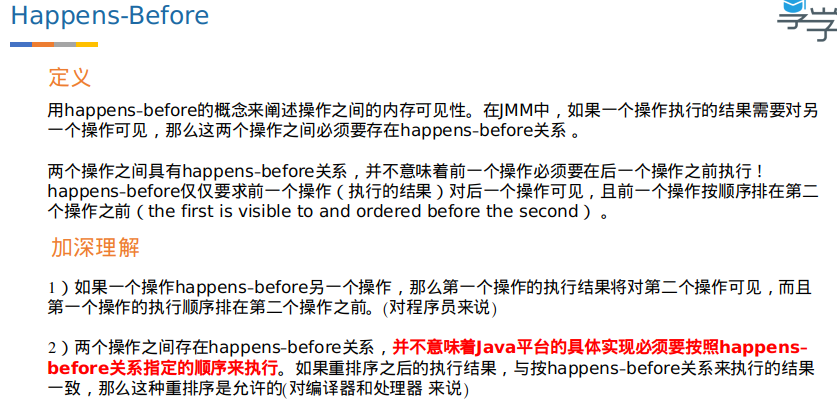 Happens-Before
享学
定义
用happens-before的概念来阐述操作之间的内存可见性。在JMM中，如果一个操作执行的结果需要对另
一个操作可见，那么这两个操作之间必须要存在happens-before关系 。
两个操作之间具有happens-before关系，并不意味着前一个操作必须要在后一个操作之前执行！
happens-before仅仅要求前一个操作（执行的结果）对后一个操作可见，且前一个操作按顺序排在第二
个操作之前（the first is visible to and ordered before the second） 。
加深理解
1）如果一个操作happens-before另一个操作，那么第一个操作的执行结果将对第二个操作可见，而且
第一个操作的执行顺序排在第二个操作之前。(对程序员来说)
2）两个操作之间存在happens-before关系，并不意味着Java平台的具体实现必须要按照happens-
before关系指定的顺序来执行。如果重排序之后的执行结果，与按happens-before关系来执行的结果
一致，那么这种重排序是允许的(对编译器和处理器 来说)